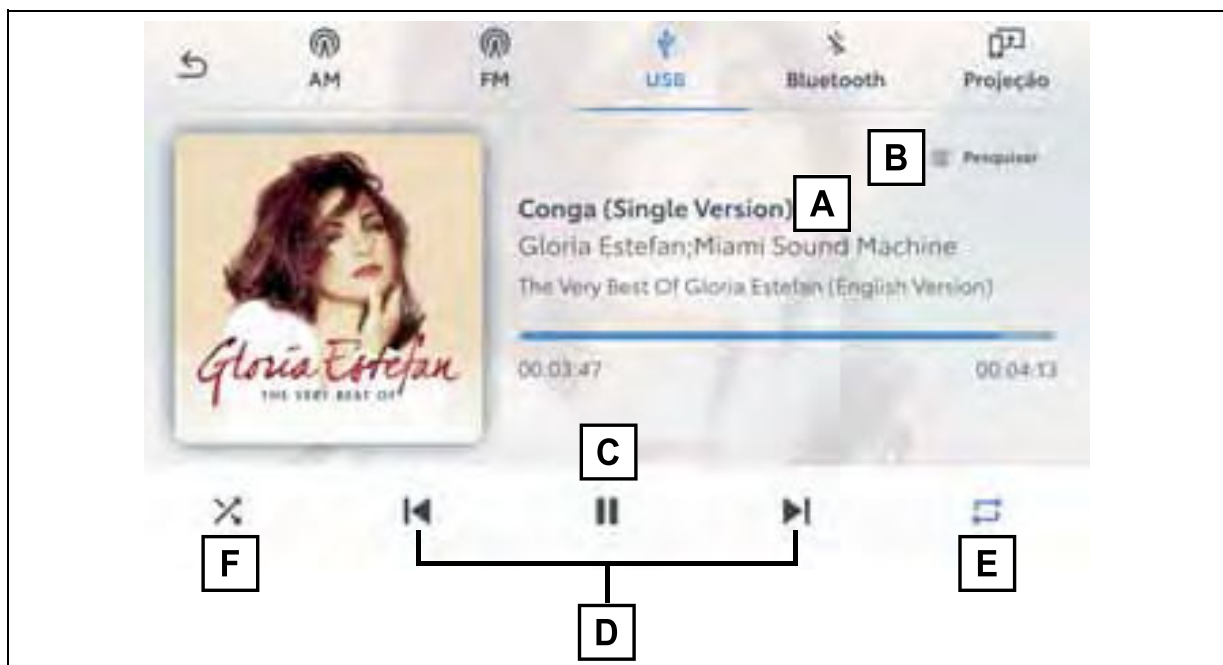 AM
FM
USB
Bluetooth
Projeção
B
Pesquisar
Conga (Single Version)
A
Gloria Estefan;Miami Sound Machine
The Very Best Of Gloria Estefan (English Version)
00:03:47
00:04:13
Gloria Estefan
THE VERY BEST OF
C
F
E
D